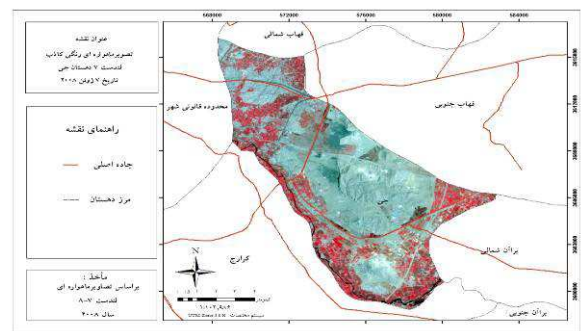 عنوان نقشه
تصویرماهواره ای رنگی کاذب
لندست ۷ دهستان جی
تاریخ ۷ ژوئن ۲۰۰۸
راهنمای نقشه
جاده اصلی
مرز دهستان
مأخذ :
براساس تصاویرماهواره ای
لندست ۷-۸
سال ۲۰۰۸
568000 572000 576000 580000 584000
قهاب شمالی
محدوده قانونی شهر
قهاب جنوبی
جی
کرارج
براآن شمالی
براآن جنوبی
N